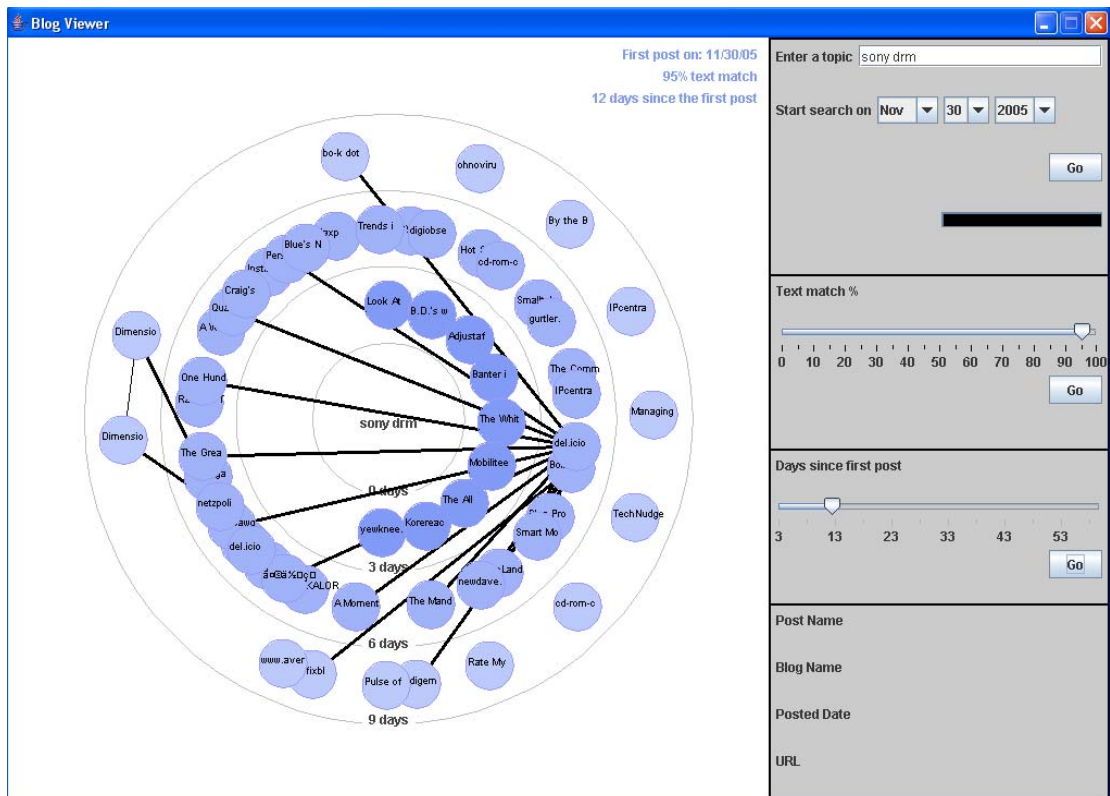 Blog Viewer
First post on: 11/30/05
95% text match
12 days since the first post
bo-k dot
ohnoviru
By the B
IPcentra
Managing
TechNudge
cd-rom-c
Rate My
digem
Pulse of
fixbl
www.aver
Dimensio
Dimensio
Trends i
digiobse
Blue's N
Craig's
cd-rom-c
gurtler.
The Comm
IPcentra
One Hund
del.icio
The Grea
netzpoli
del.icio
Smart Mo
newdave.
The Mand
A Moment
Look At
B.D.'s w
Adjustaf
Banter i
The Whit
Mobilitee
The All
Korereac
yewknee.
sony drm
0 days
3 days
6 days
9 days
Enter a topic sony drm
Start search on Nov 30 2005
Go
Text match %
0 10 20 30 40 50 60 70 80 90 100
Go
Days since first post
3 13 23 33 43 53
Go
Post Name
Blog Name
Posted Date
URL